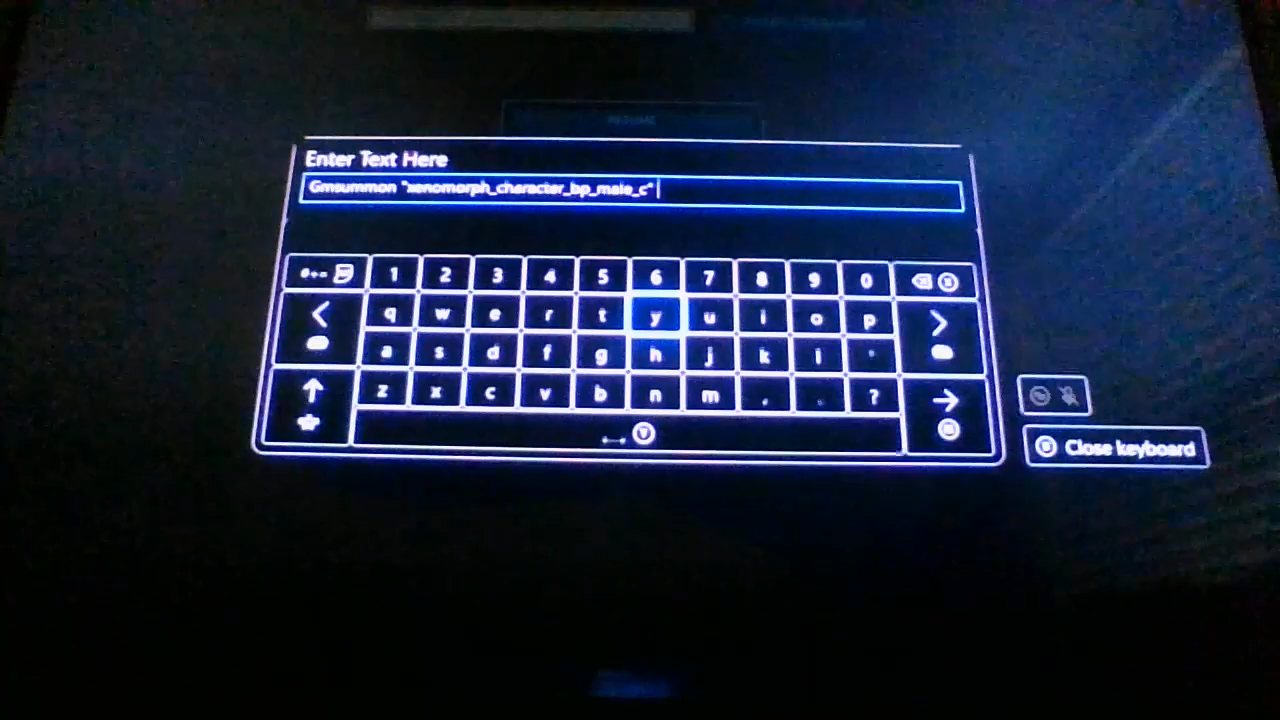 Enter Text Here
Gmsummon "xenomorph_character_bp_male_c"
#+= 1 2 3 4 5 6 7 8 9 0
q w e r t y u i o p
a s d f g h j k l '
z x c v b n m , . ?
Y
Close keyboard